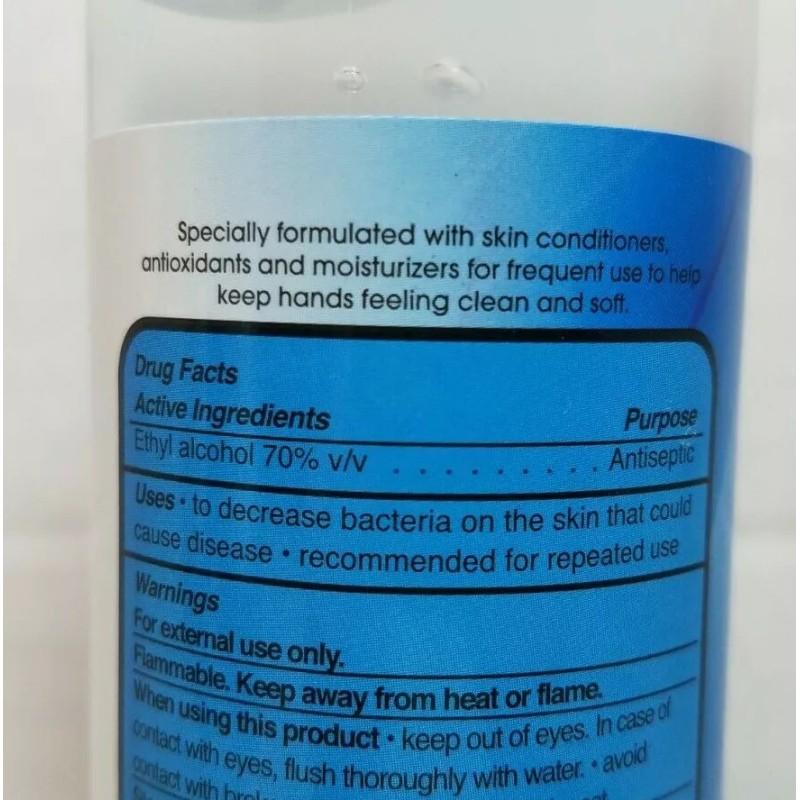 Specially formulated with skin conditioners,
antioxidants and moisturizers for frequent use to help
keep hands feeling clean and soft.
Drug Facts
Active Ingredients Purpose
Ethyl alcohol 70% v/v . . . . . . . . . . Antiseptic
Uses • to decrease bacteria on the skin that could
cause disease • recommended for repeated use
Warnings
For external use only.
Flammable. Keep away from heat or flame.
When using this product • keep out of eyes. In case of
contact with eyes, flush thoroughly with water. • avoid
contact with